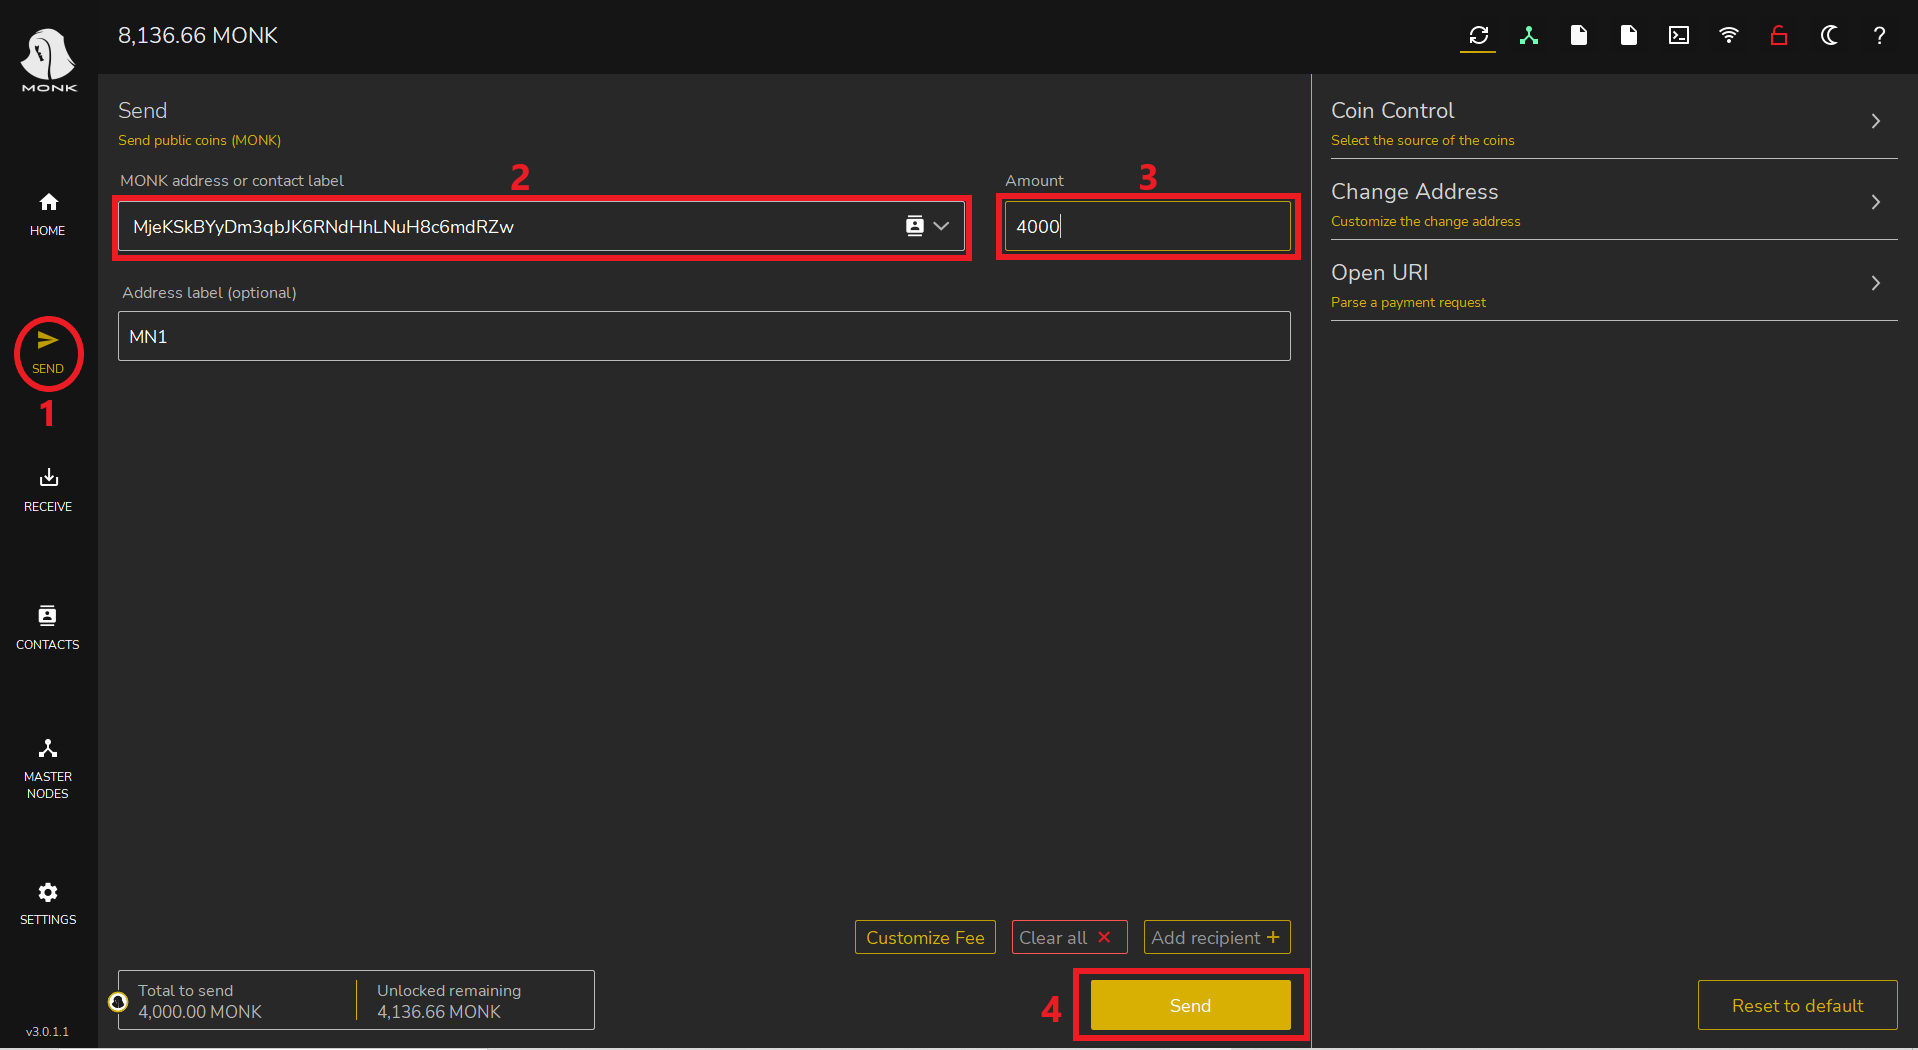 MONK
8,136.66 MONK
?
HOME
SEND
1
RECEIVE
CONTACTS
MASTER
NODES
SETTINGS
v3.0.1.1
Send
Send public coins (MONK)
MONK address or contact label
2
MjeKSkBYyDm3qbJK6RNdHhLNuH8c6mdRZw
Amount
3
4000
Address label (optional)
MN1
Customize Fee
Clear all
Add recipient +
Total to send
4,000.00 MONK
Unlocked remaining
4,136.66 MONK
4
Send
Coin Control
Select the source of the coins
Change Address
Customize the change address
Open URI
Parse a payment request
Reset to default